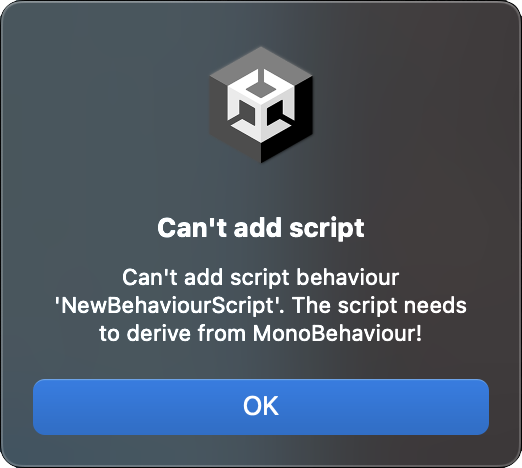 Can't add script
Can't add script behaviour
'NewBehaviourScript'. The script needs
to derive from MonoBehaviour!
OK